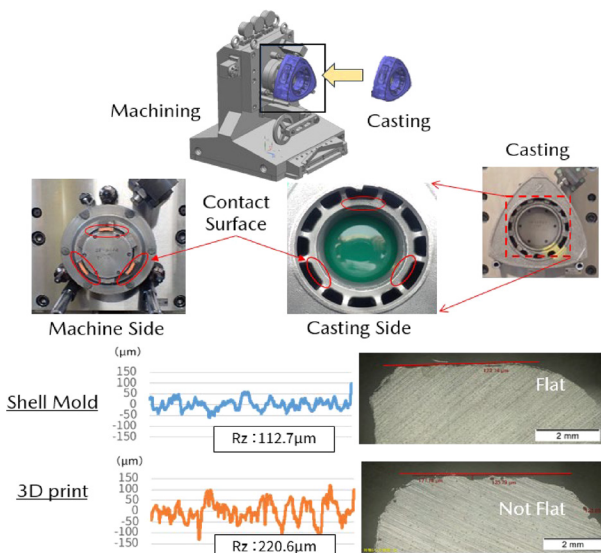 Machining
Casting
Casting
Contact
Surface
Machine Side
Casting Side
(μm)
150
100
50
0
-50
-100
-150
Shell Mold
Rz：112.7μm
Flat
2 mm
(μm)
150
100
50
0
-50
-100
-150
3D print
Rz：220.6μm
Not Flat
2 mm